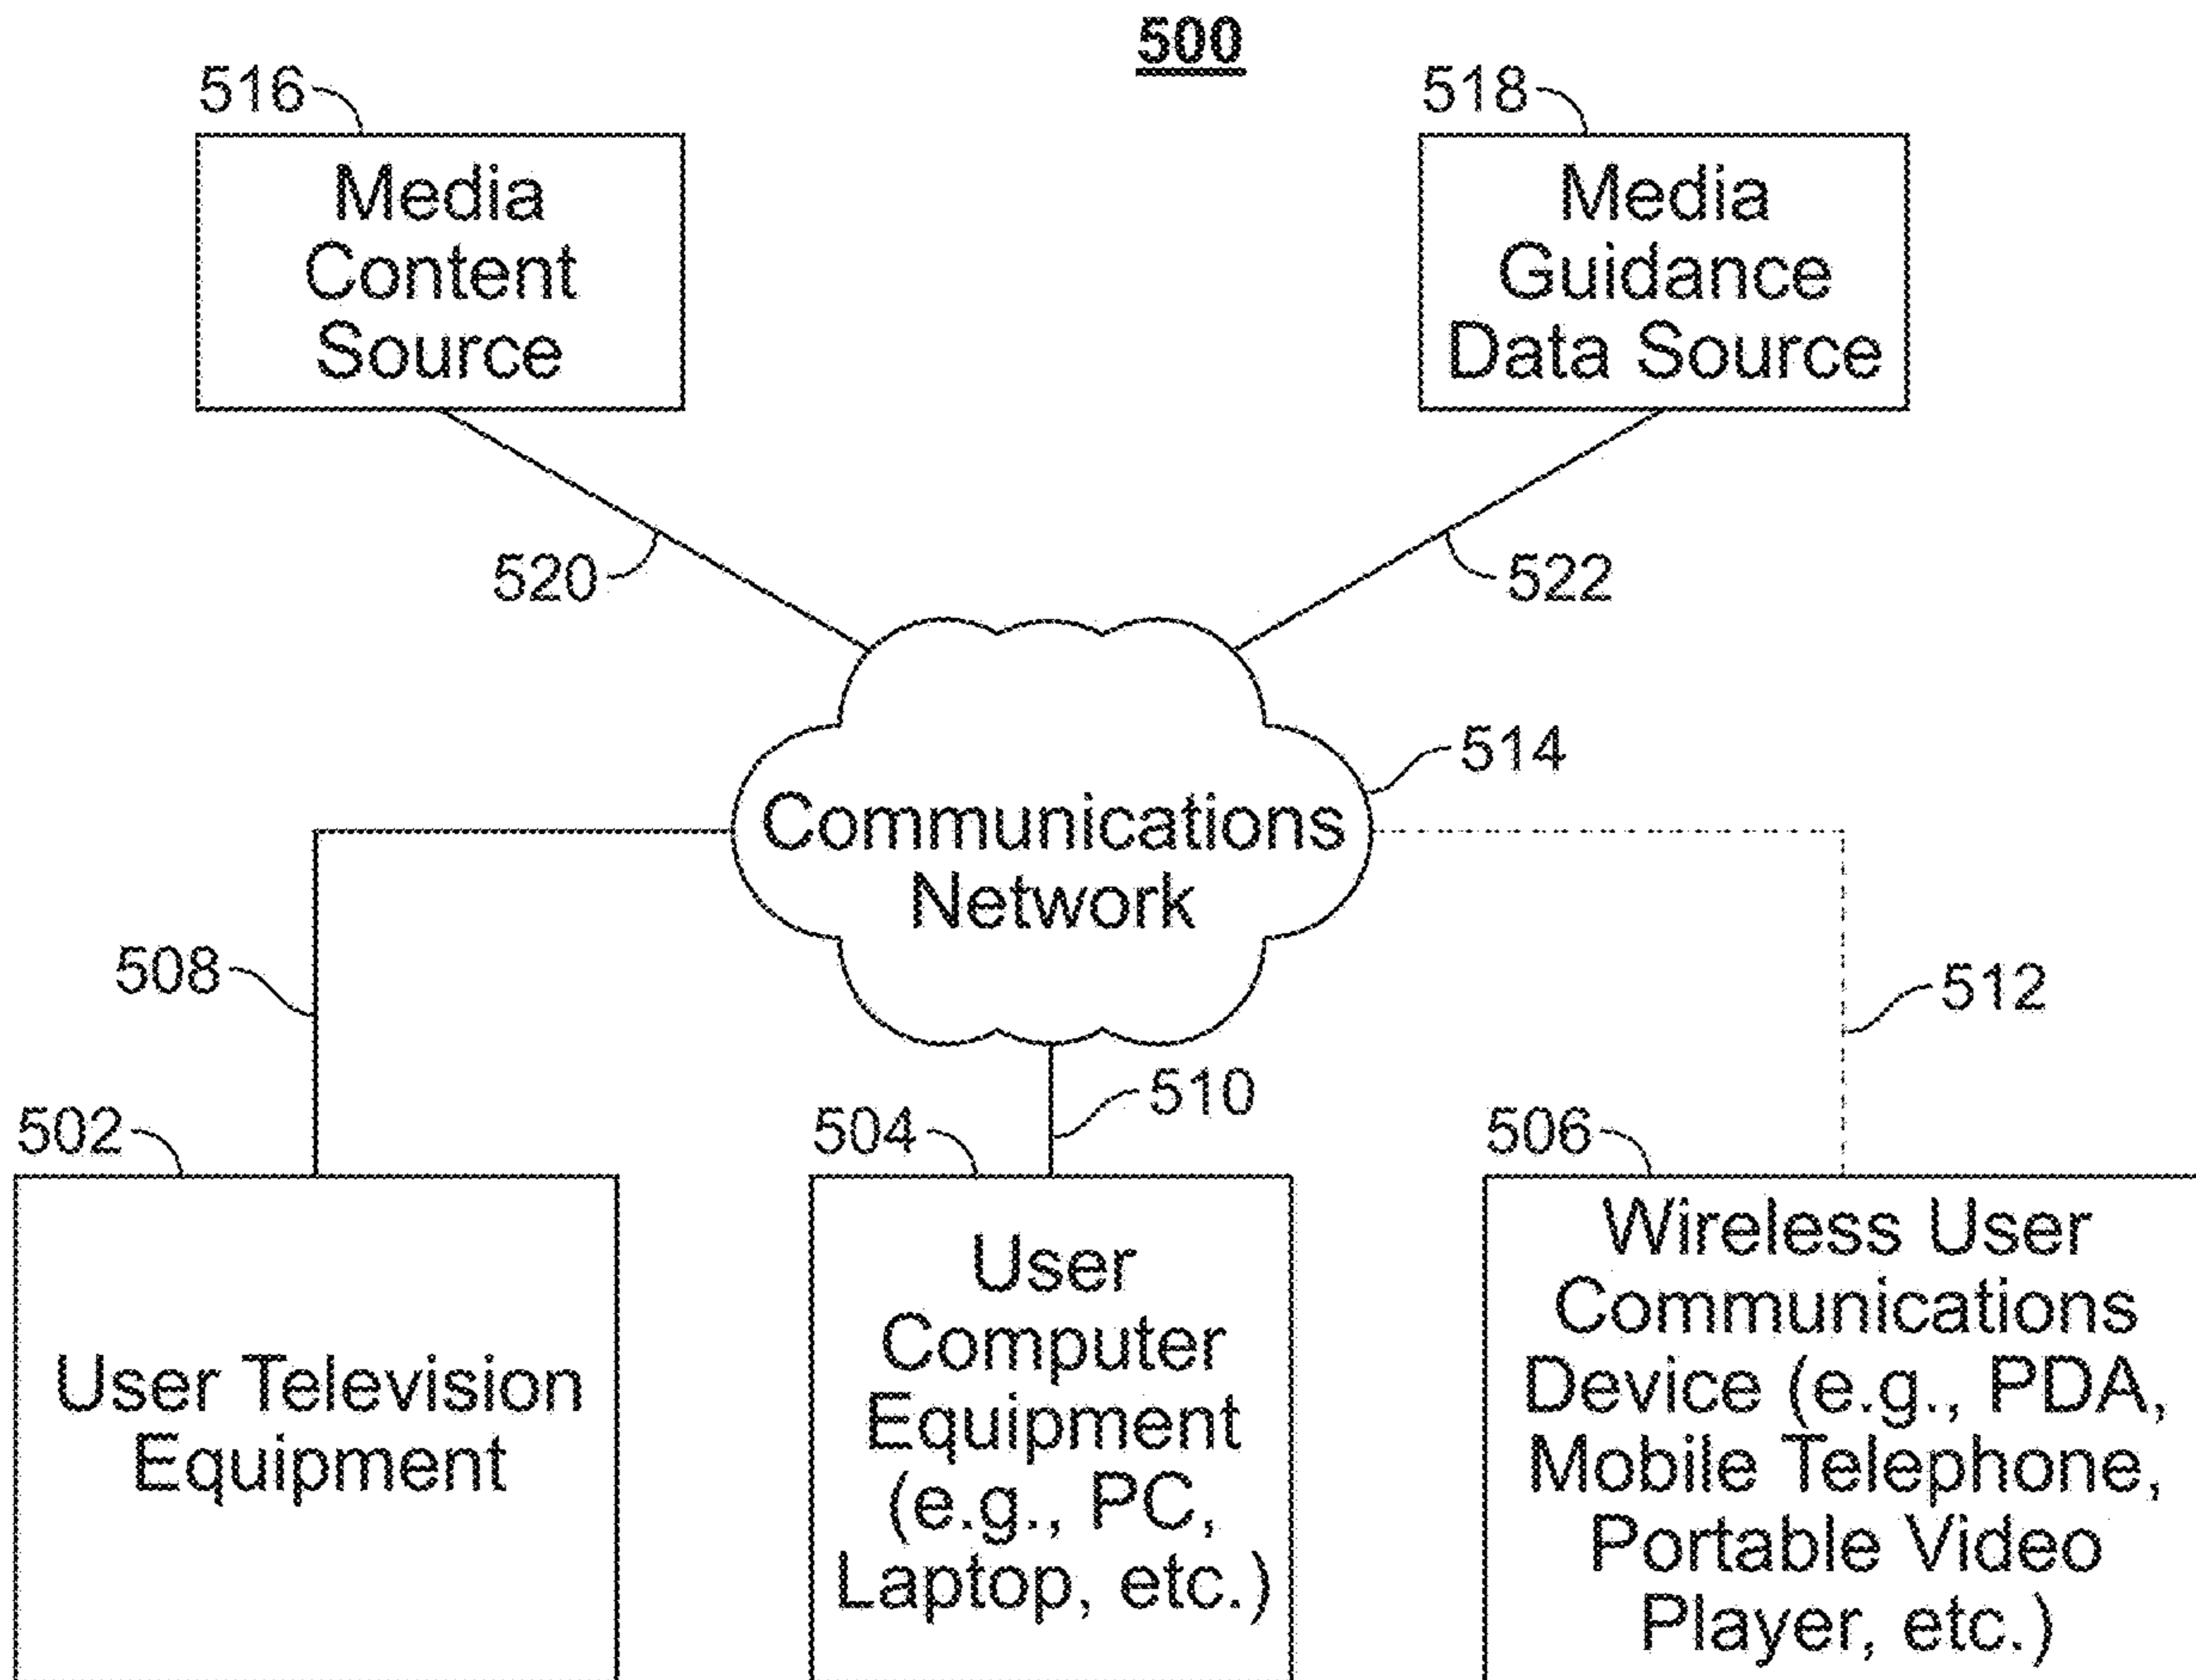 500
516
518
Media
Content
Source
Media
Guidance
Data Source
520
522
514
Communications
Network
508
512
510
502
504
506
User Television
Equipment
User
Computer
Equipment
(e.g., PC,
Laptop, etc.)
Wireless User
Communications
Device (e.g., PDA,
Mobile Telephone,
Portable Video
Player, etc.)